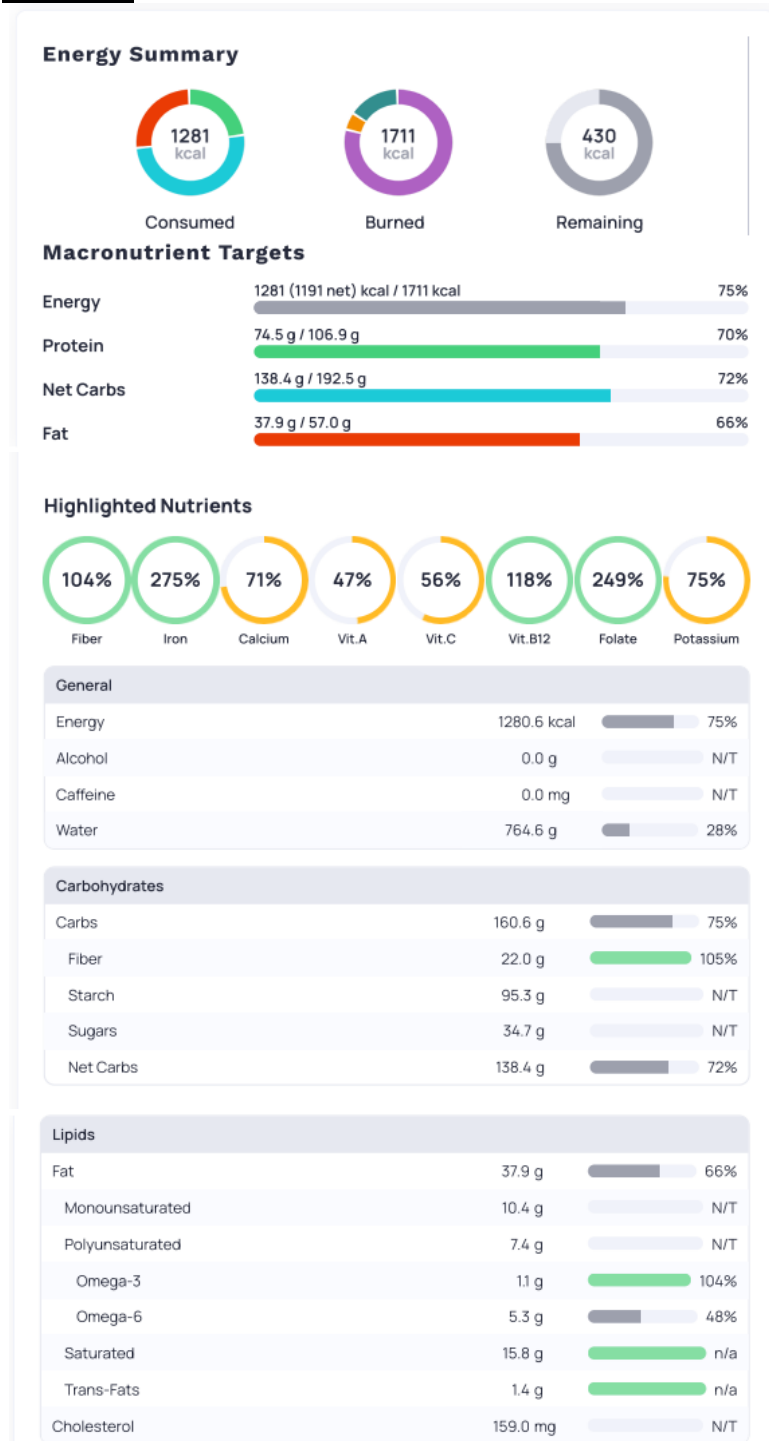 Energy Summary
1281 1711 430
kcal kcal kcal
Consumed Burned Remaining
Macronutrient Targets
Energy 1281 (1191 net) kcal / 1711 kcal 75%
Protein 74.5 g / 106.9 g 70%
Net Carbs 138.4 g / 192.5 g 72%
Fat 37.9 g / 57.0 g 66%
Highlighted Nutrients
104% 275% 71% 47% 56% 118% 249% 75%
Fiber Iron Calcium Vit.A Vit.C Vit.B12 Folate Potassium
General
Energy 1280.6 kcal 75%
Alcohol 0.0 g N/T
Caffeine 0.0 mg N/T
Water 764.6 g 28%
Carbohydrates
Carbs 160.6 g 75%
Fiber 22.0 g 105%
Starch 95.3 g N/T
Sugars 34.7 g N/T
Net Carbs 138.4 g 72%
Lipids
Fat 37.9 g 66%
Monounsaturated 10.4 g N/T
Polyunsaturated 7.4 g N/T
Omega-3 1.1 g 104%
Omega-6 5.3 g 48%
Saturated 15.8 g n/a
Trans-Fats 1.4 g n/a
Cholesterol 159.0 mg N/T